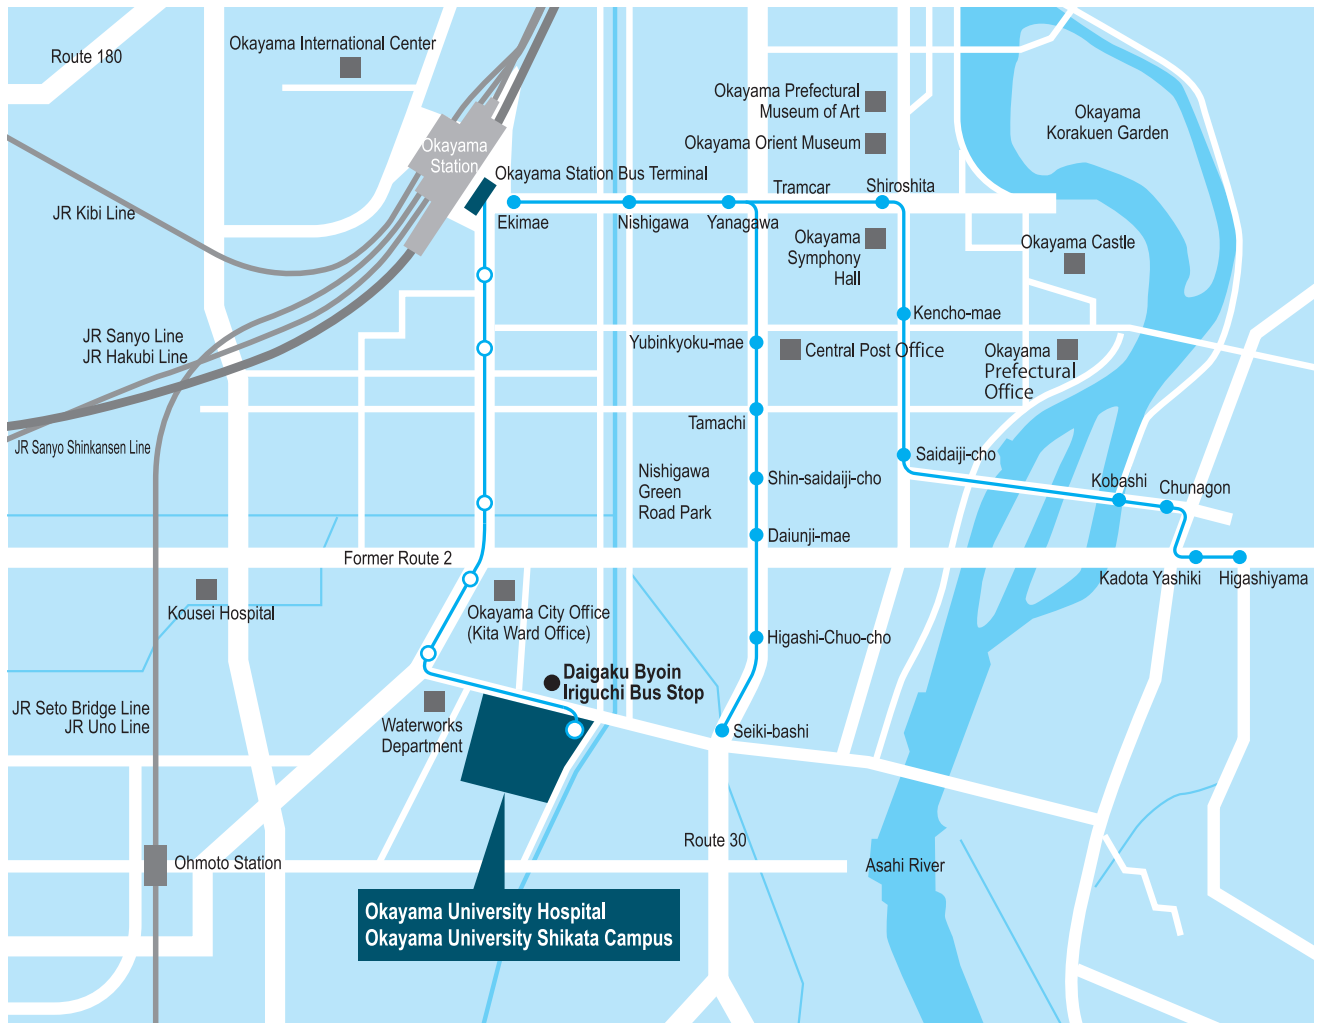 Route 180
Okayama International Center
Okayama Prefectural
Museum of Art
Okayama
Korakuen Garden
Okayama
Station
Okayama Orient Museum
Okayama Station Bus Terminal
Tramcar
Shiroshita
JR Kibi Line
Ekimae
Nishigawa
Yanagawa
Okayama
Symphony
Hall
Okayama Castle
Kencho-mae
JR Sanyo Line
JR Hakubi Line
Yubinkyoku-mae
Central Post Office
Okayama
Prefectural
Office
Tamachi
JR Sanyo Shinkansen Line
Saidaiji-cho
Nishigawa
Green
Road Park
Shin-saidaiji-cho
Kobashi
Chunagon
Daiunji-mae
Former Route 2
Kadota Yashiki
Higashiyama
Kousei Hospital
Okayama City Office
(Kita Ward Office)
Higashi-Chuo-cho
Daigaku Byoin
Iriguchi Bus Stop
JR Seto Bridge Line
JR Uno Line
Waterworks
Department
Seiki-bashi
Route 30
Ohmoto Station
Asahi River
Okayama University Hospital
Okayama University Shikata Campus